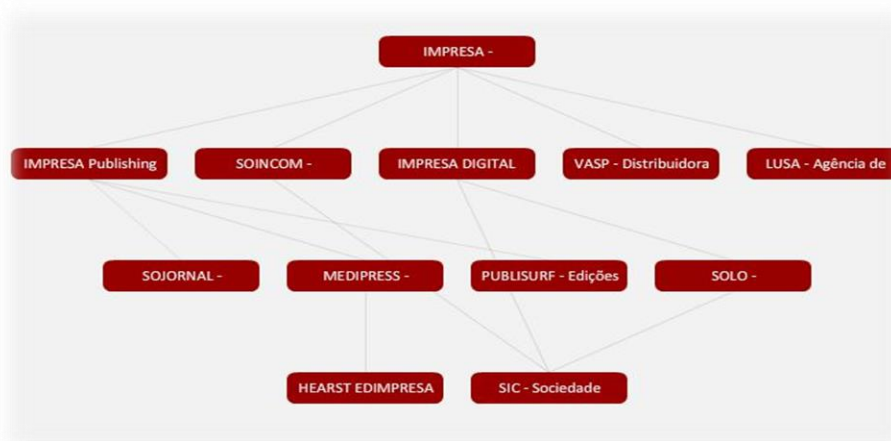 IMPRESA -
IMPRESA Publishing
SOINCOM -
IMPRESA DIGITAL
VASP - Distribuidora
LUSA - Agência de
SOJORNAL -
MEDIPRESS -
PUBLISURF - Edições
SOLO -
HEARST EDIMPRESA
SIC - Sociedade